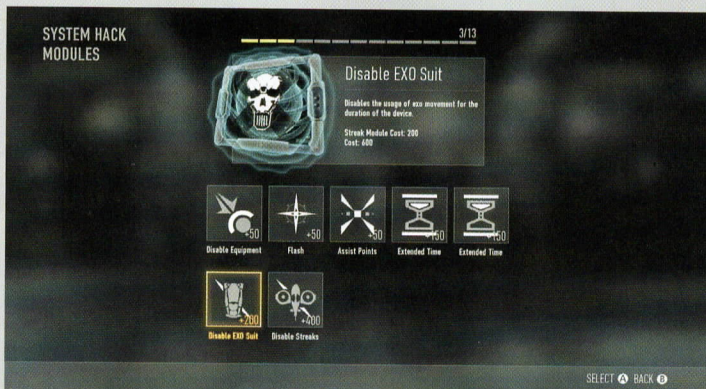 SYSTEM HACK
MODULES
3/13
Disable EXO Suit
Disables the usage of exo movement for the
duration of the device.
Streak Module Cost: 200
Cost: 600
+50
+50
+50
+150
+150
Disable Equipment
Flash
Assist Points
Extended Time
Extended Time
+200
+400
Disable EXO Suit
Disable Streaks
SELECT A BACK B